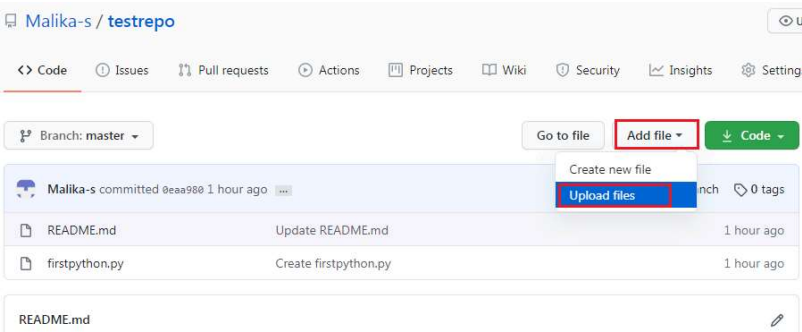 Malika-s / testrepo
Code Issues Pull requests Actions Projects Wiki Security Insights Setting
Branch: master Go to file Add file Code
Create new file
Malika-s committed 0eaa980 1 hour ago ... nch 0 tags
Upload files
README.md Update README.md 1 hour ago
firstpython.py Create firstpython.py 1 hour ago
README.md